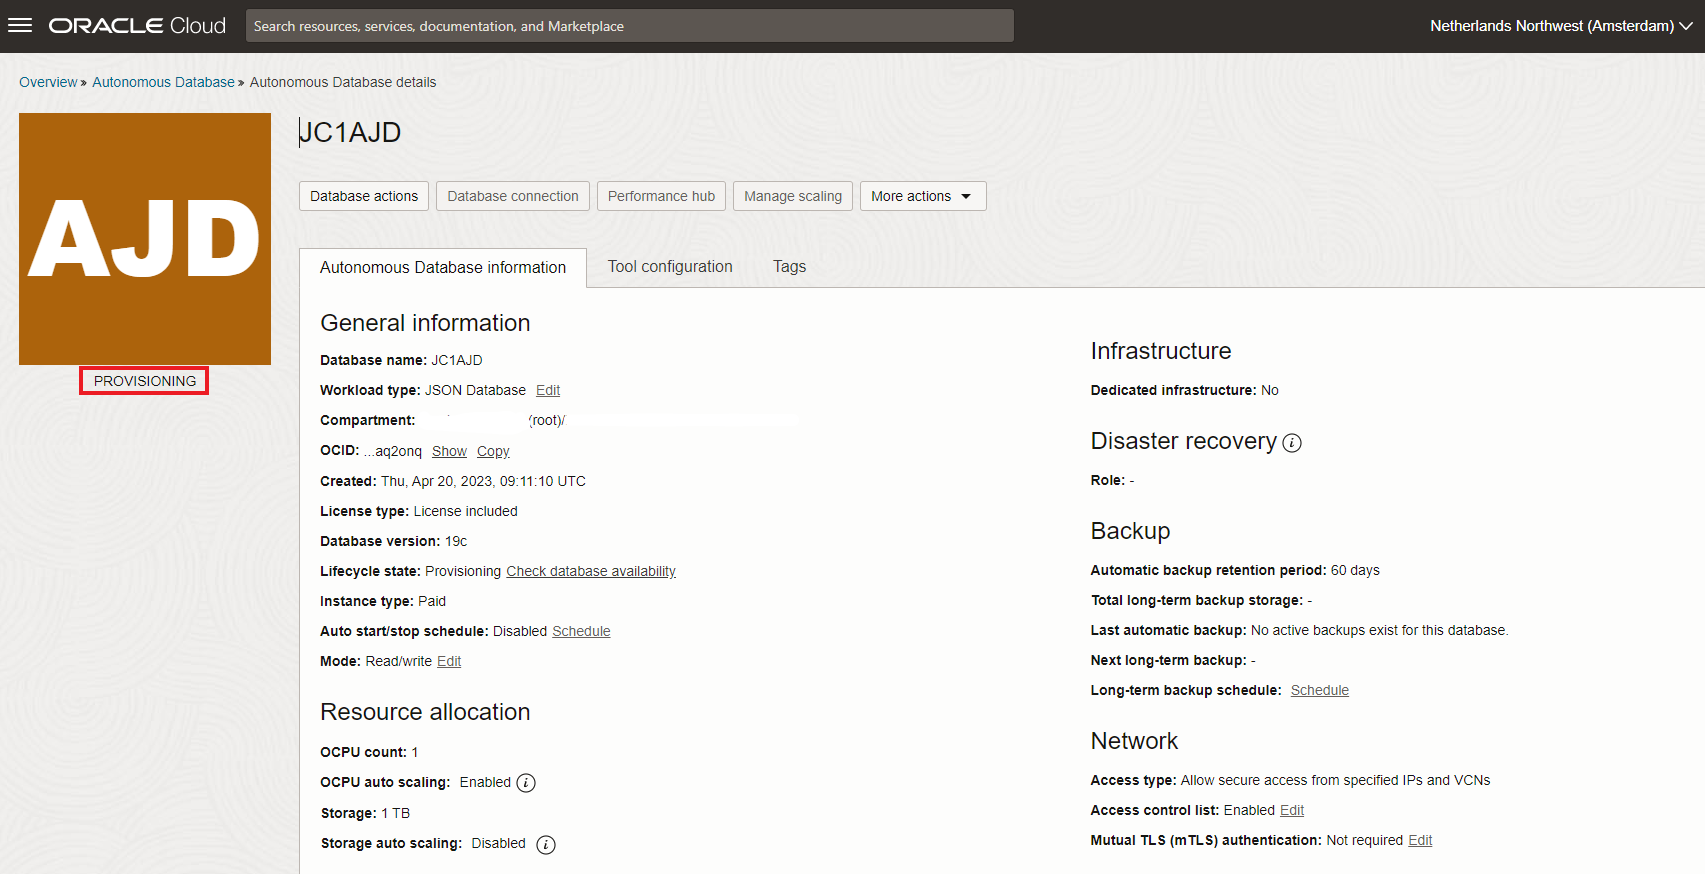 ORACLE Cloud
Search resources, services, documentation, and Marketplace
Netherlands Northwest (Amsterdam)
Overview » Autonomous Database » Autonomous Database details
AJD
PROVISIONING
JC1AJD
Database actions
Database connection
Performance hub
Manage scaling
More actions
Autonomous Database information
Tool configuration
Tags
General information
Database name: JC1AJD
Workload type: JSON Database Edit
Compartment: (root)/
OCID: ...aq2onq Show Copy
Created: Thu, Apr 20, 2023, 09:11:10 UTC
License type: License included
Database version: 19c
Lifecycle state: Provisioning Check database availability
Instance type: Paid
Auto start/stop schedule: Disabled Schedule
Mode: Read/write Edit
Resource allocation
OCPU count: 1
OCPU auto scaling: Enabled i
Storage: 1 TB
Storage auto scaling: Disabled i
Infrastructure
Dedicated infrastructure: No
Disaster recovery i
Role: -
Backup
Automatic backup retention period: 60 days
Total long-term backup storage: -
Last automatic backup: No active backups exist for this database.
Next long-term backup: -
Long-term backup schedule: Schedule
Network
Access type: Allow secure access from specified IPs and VCNs
Access control list: Enabled Edit
Mutual TLS (mTLS) authentication: Not required Edit